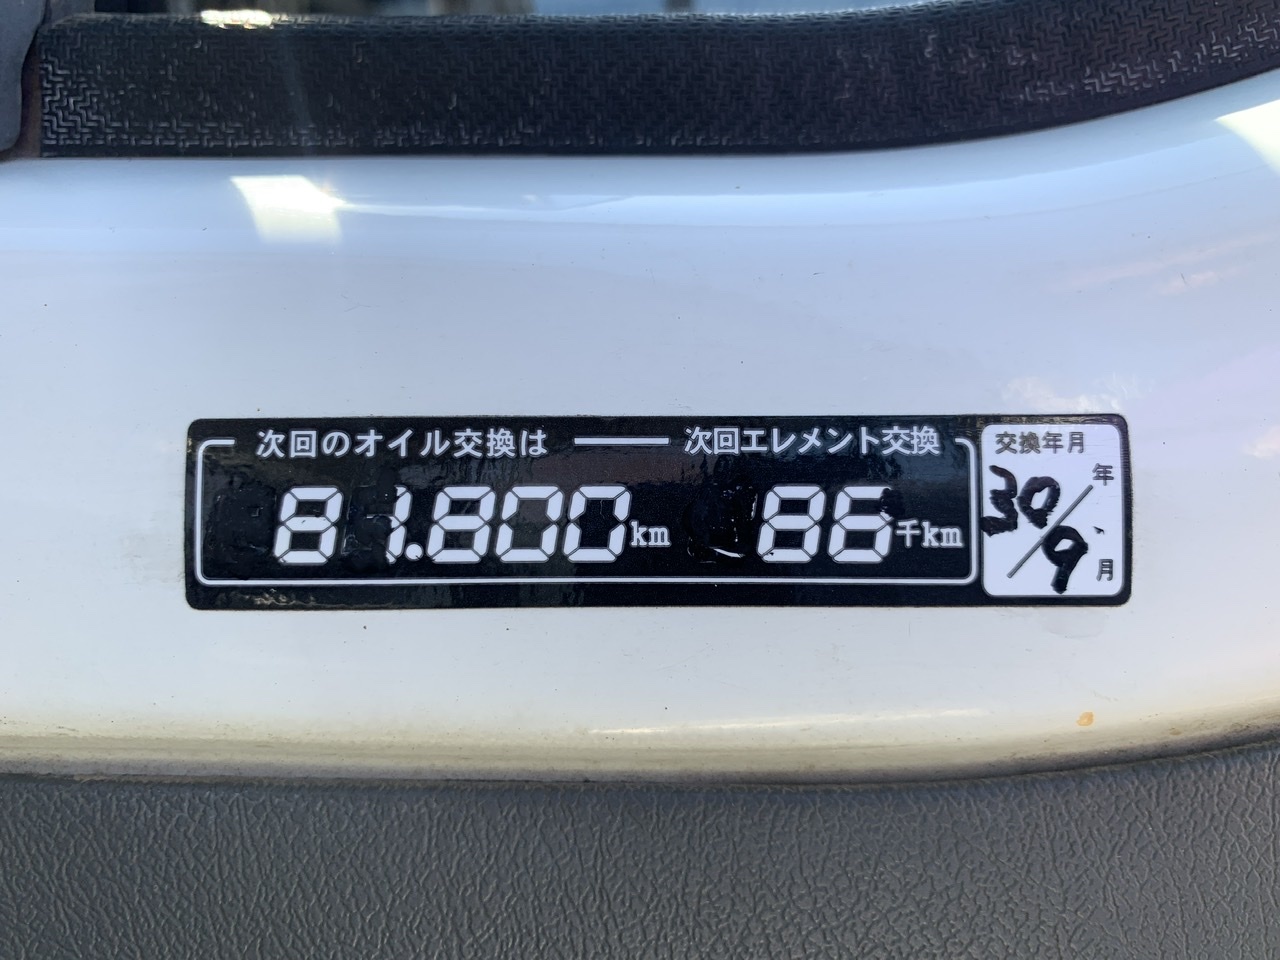 次回のオイル交換は 次回エレメント交換
81.800km 86千km
交換年月
30年
9月